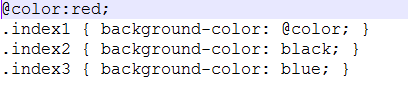 @color:red;
.index1 { background-color: @color; }
.index2 { background-color: black; }
.index3 { background-color: blue; }